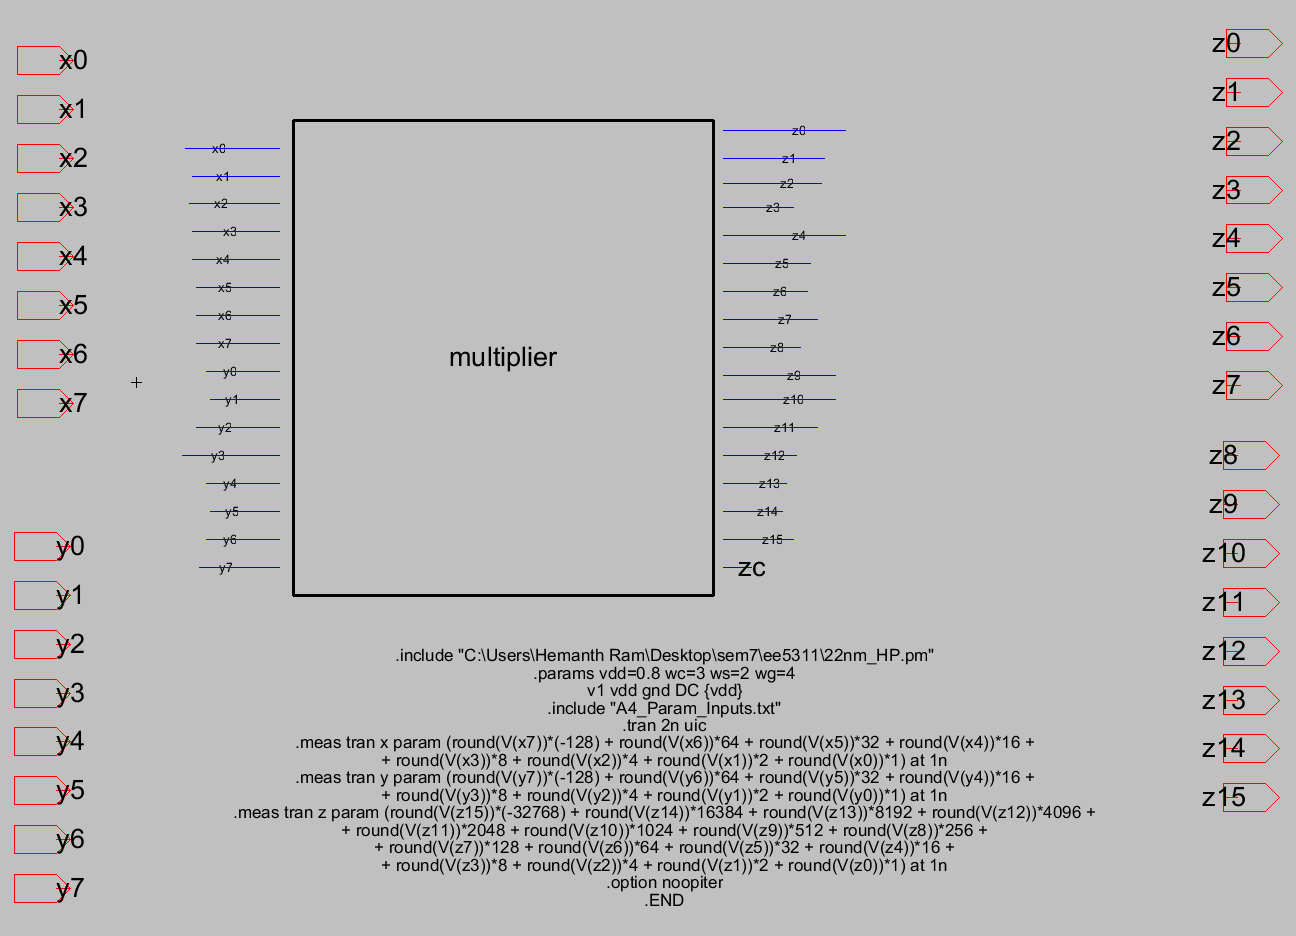 x0
x1
x2
x3
x4
x5
x6
x7
y0
y1
y2
y3
y4
y5
y6
y7
x0
x1
x2
x3
x4
x5
x6
x7
y0
y1
y2
y3
y4
y5
y6
y7
multiplier
z0
z1
z2
z3
z4
z5
z6
z7
z8
z9
z10
z11
z12
z13
z14
z15
zc
z0
z1
z2
z3
z4
z5
z6
z7
z8
z9
z10
z11
z12
z13
z14
z15
.include "C:\Users\Hemanth Ram\Desktop\sem7\ee5311\22nm_HP.pm"
.params vdd=0.8 wc=3 ws=2 wg=4
v1 vdd gnd DC {vdd}
.include "A4_Param_Inputs.txt"
.tran 2n uic
.meas tran x param (round(V(x7))*(-128) + round(V(x6))*64 + round(V(x5))*32 + round(V(x4))*16 +
+ round(V(x3))*8 + round(V(x2))*4 + round(V(x1))*2 + round(V(x0))*1) at 1n
.meas tran y param (round(V(y7))*(-128) + round(V(y6))*64 + round(V(y5))*32 + round(V(y4))*16 +
+ round(V(y3))*8 + round(V(y2))*4 + round(V(y1))*2 + round(V(y0))*1) at 1n
.meas tran z param (round(V(z15))*(-32768) + round(V(z14))*16384 + round(V(z13))*8192 + round(V(z12))*4096 +
+ round(V(z11))*2048 + round(V(z10))*1024 + round(V(z9))*512 + round(V(z8))*256 +
+ round(V(z7))*128 + round(V(z6))*64 + round(V(z5))*32 + round(V(z4))*16 +
+ round(V(z3))*8 + round(V(z2))*4 + round(V(z1))*2 + round(V(z0))*1) at 1n
.option noopiter
.END